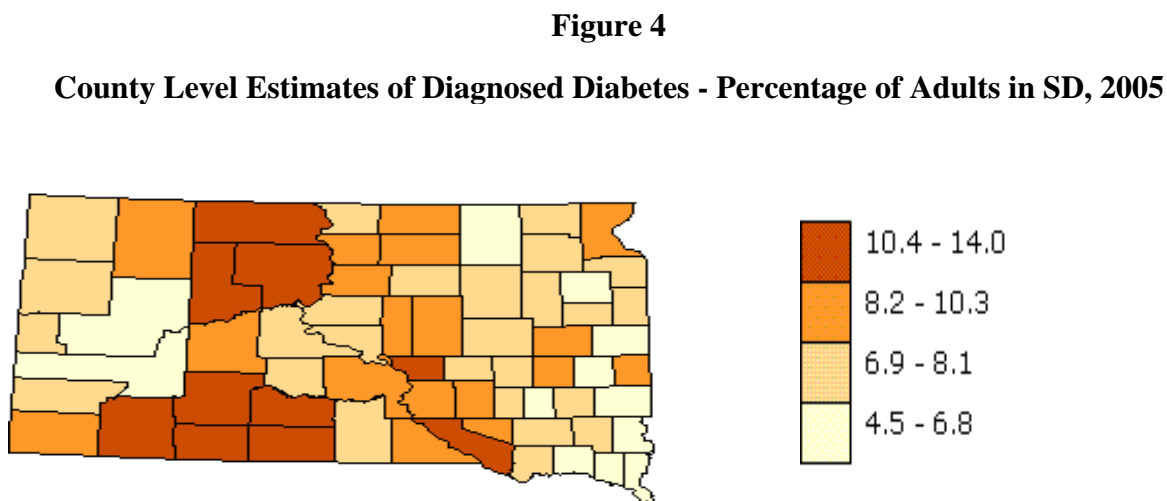 Figure 4
County Level Estimates of Diagnosed Diabetes - Percentage of Adults in SD, 2005
10.4 - 14.0
8.2 - 10.3
6.9 - 8.1
4.5 - 6.8